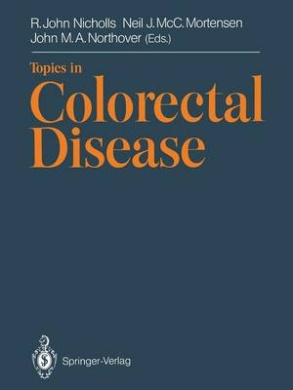 R. John Nicholls Neil J. McC. Mortensen
John M. A. Northover (Eds.)
Topics in
Colorectal
Disease
Springer-Verlag